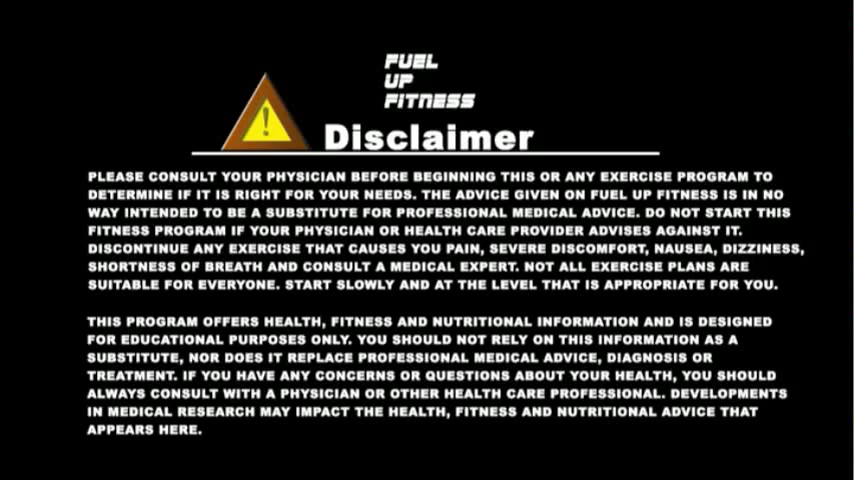 FUEL
UP
FITNESS
!
Disclaimer
PLEASE CONSULT YOUR PHYSICIAN BEFORE BEGINNING THIS OR ANY EXERCISE PROGRAM TO
DETERMINE IF IT IS RIGHT FOR YOUR NEEDS. THE ADVICE GIVEN ON FUEL UP FITNESS IS IN NO
WAY INTENDED TO BE A SUBSTITUTE FOR PROFESSIONAL MEDICAL ADVICE. DO NOT START THIS
FITNESS PROGRAM IF YOUR PHYSICIAN OR HEALTH CARE PROVIDER ADVISES AGAINST IT.
DISCONTINUE ANY EXERCISE THAT CAUSES YOU PAIN, SEVERE DISCOMFORT, NAUSEA, DIZZINESS,
SHORTNESS OF BREATH AND CONSULT A MEDICAL EXPERT. NOT ALL EXERCISE PLANS ARE
SUITABLE FOR EVERYONE. START SLOWLY AND AT THE LEVEL THAT IS APPROPRIATE FOR YOU.
THIS PROGRAM OFFERS HEALTH, FITNESS AND NUTRITIONAL INFORMATION AND IS DESIGNED
FOR EDUCATIONAL PURPOSES ONLY. YOU SHOULD NOT RELY ON THIS INFORMATION AS A
SUBSTITUTE, NOR DOES IT REPLACE PROFESSIONAL MEDICAL ADVICE, DIAGNOSIS OR
TREATMENT. IF YOU HAVE ANY CONCERNS OR QUESTIONS ABOUT YOUR HEALTH, YOU SHOULD
ALWAYS CONSULT WITH A PHYSICIAN OR OTHER HEALTH CARE PROFESSIONAL. DEVELOPMENTS
IN MEDICAL RESEARCH MAY IMPACT THE HEALTH, FITNESS AND NUTRITIONAL ADVICE THAT
APPEARS HERE.